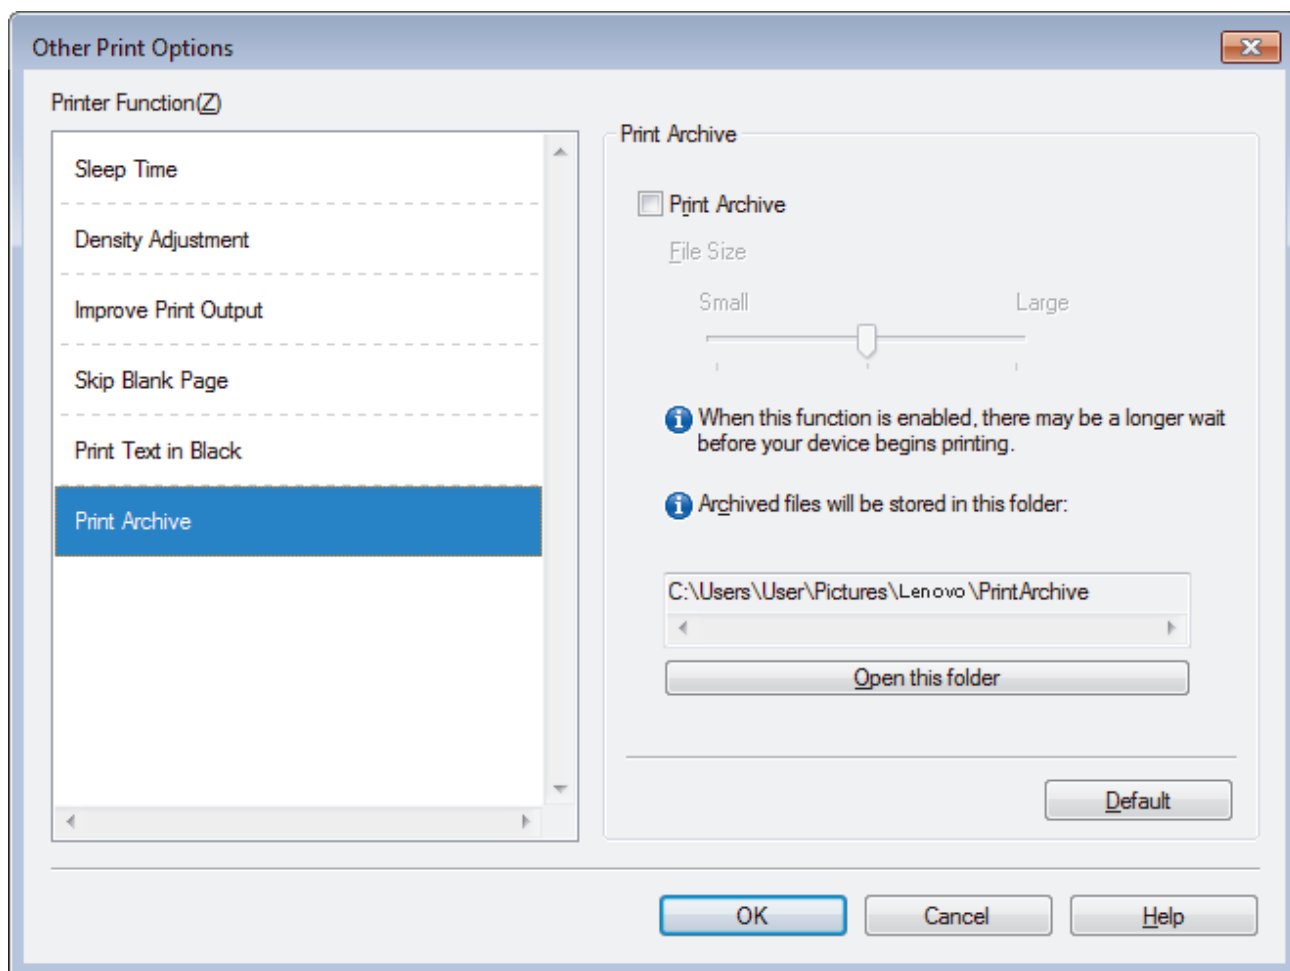 Other Print Options
Printer Function(Z)
Sleep Time
Density Adjustment
Improve Print Output
Skip Blank Page
Print Text in Black
Print Archive
Print Archive
Print Archive
File Size
Small Large
When this function is enabled, there may be a longer wait
before your device begins printing.
Archived files will be stored in this folder:
C:\Users\User\Pictures\Lenovo\PrintArchive
Open this folder
Default
OK Cancel Help